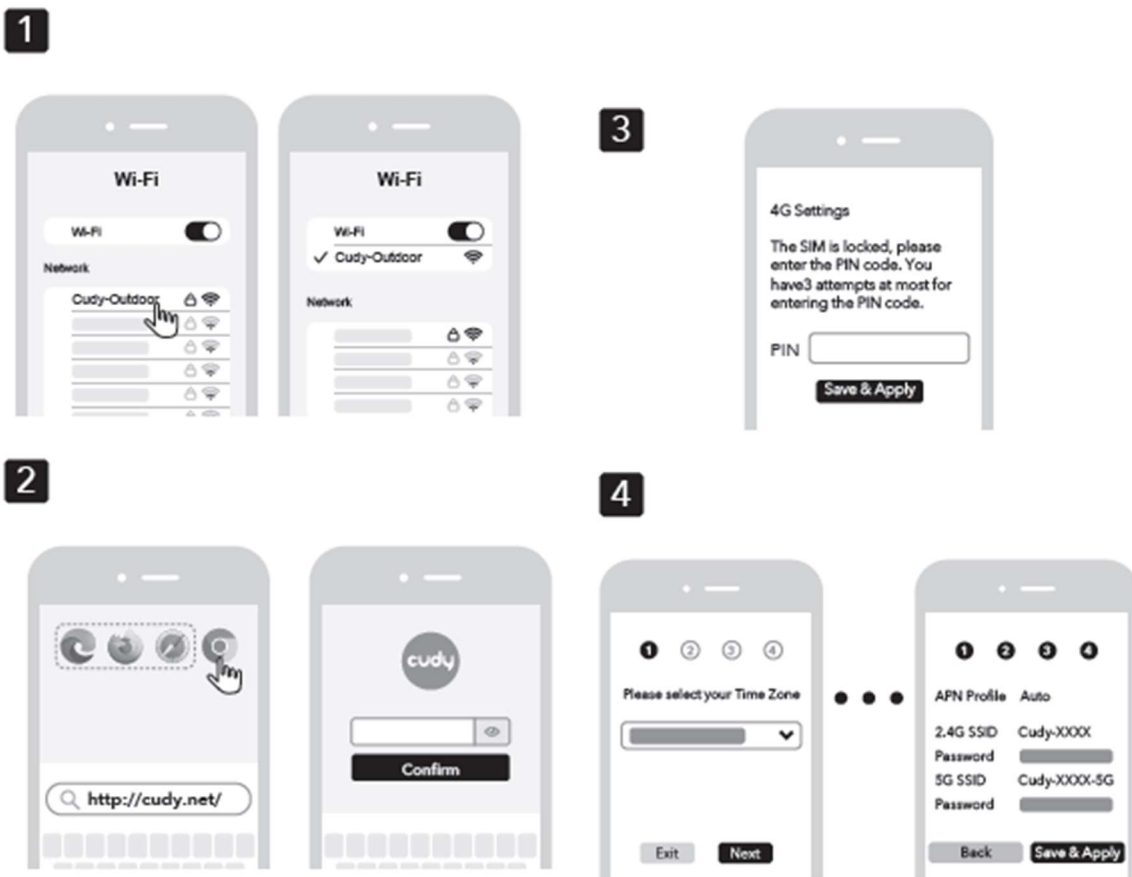 1
Wi-Fi
Wi-Fi
Network
Cudy-Outdoor
Wi-Fi
Wi-Fi
Cudy-Outdoor
Network
2
http://cudy.net/
cudy
Confirm
3
4G Settings
The SIM is locked, please
enter the PIN code. You
have3 attempts at most for
entering the PIN code.
PIN
Save & Apply
4
1 2 3 4
Please select your Time Zone
Exit Next
1 2 3 4
APN Profile Auto
2.4G SSID Cudy-XXXX
Password
5G SSID Cudy-XXXX-5G
Password
Back Save & Apply